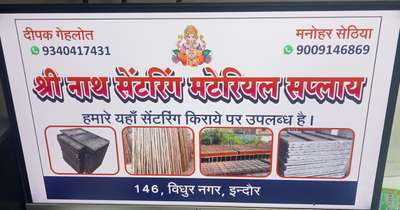 दीपक गेहलोत
9340417431
मनोहर सेठिया
9009146869
श्री नाथ सेंटरिंग मटेरियल सप्लाय
हमारे यहाँ सेंटरिंग किराये पर उपलब्ध है।
146, विधुर नगर, इन्दौर